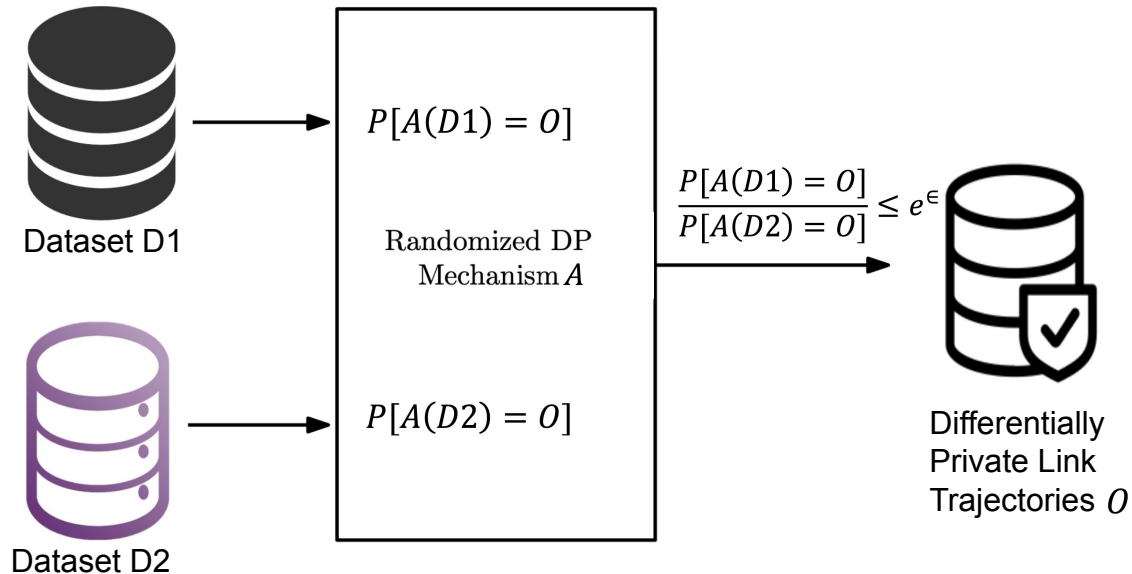 Dataset D1
P[A(D1) = O]
Randomized DP
Mechanism A
P[A(D2) = O]
Dataset D2
P[A(D1) = O]
P[A(D2) = O]
≤ e^∈
Differentially
Private Link
Trajectories O